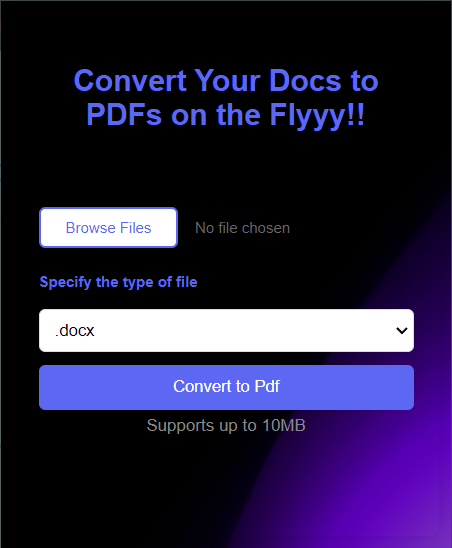 Convert Your Docs to
PDFs on the Flyyy!!
Browse Files No file chosen
Specify the type of file
.docx
Convert to Pdf
Supports up to 10MB